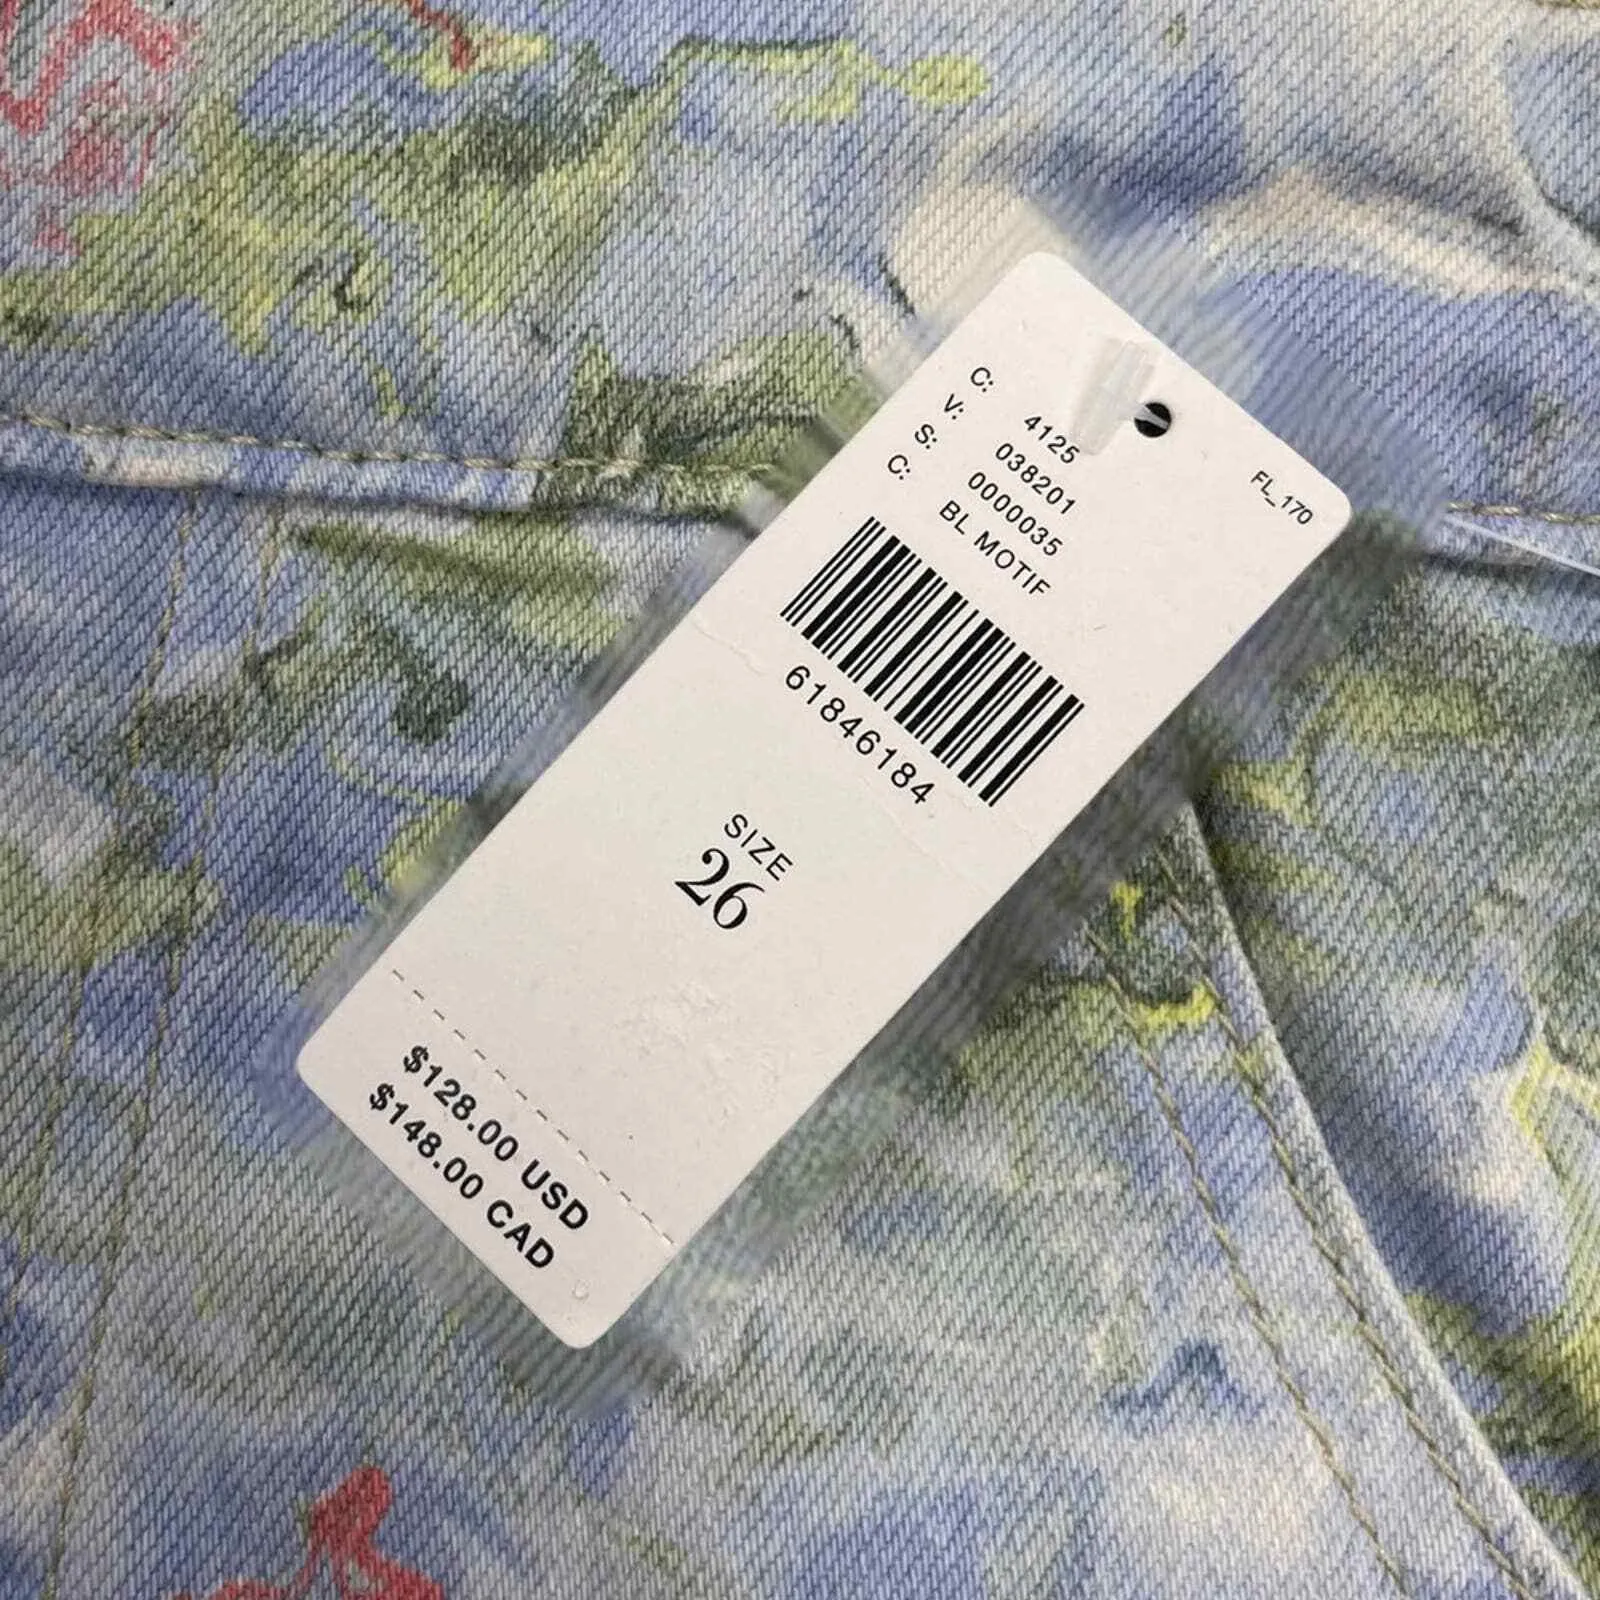 FL_170
C: 4125
V: 038201
S: 0000035
C: BL MOTIF
61846184
SIZE
26
$128.00 USD
$148.00 CAD